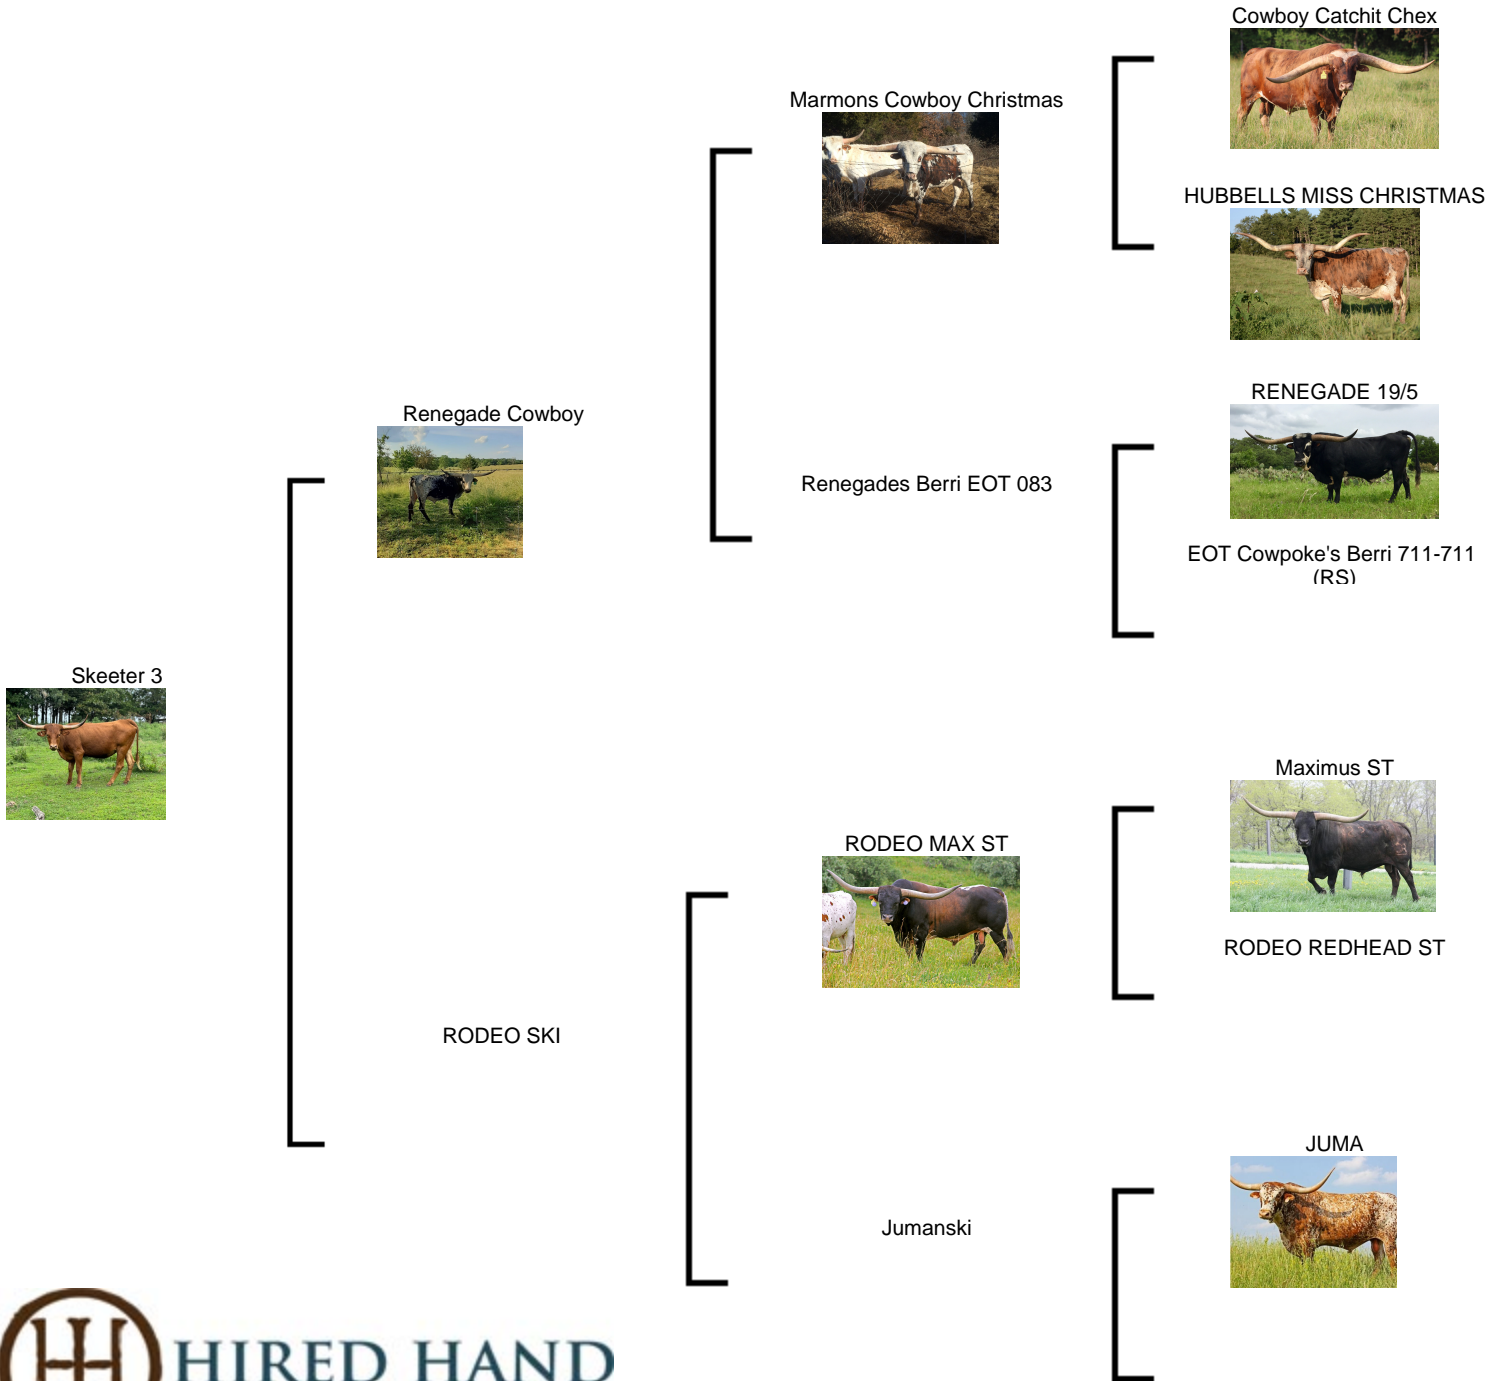 Cowboy Catchit Chex
Marmons Cowboy Christmas
HUBBELLS MISS CHRISTMAS
RENEGADE 19/5
Renegade Cowboy
Renegades Berri EOT 083
EOT Cowpoke's Berri 711-711
(RS)
Skeeter 3
Maximus ST
RODEO MAX ST
RODEO REDHEAD ST
RODEO SKI
JUMA
Jumanski
HIRED HAND